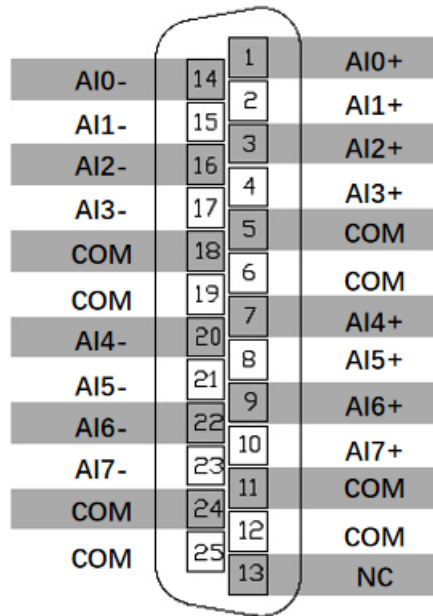 1 AI0+
AI0- 14
2 AI1+
AI1- 15
3 AI2+
AI2- 16
4 AI3+
AI3- 17
5 COM
COM 18
6 COM
COM 19
7 AI4+
AI4- 20
8 AI5+
AI5- 21
9 AI6+
AI6- 22
10 AI7+
AI7- 23
11 COM
COM 24
12 COM
COM 25
13 NC